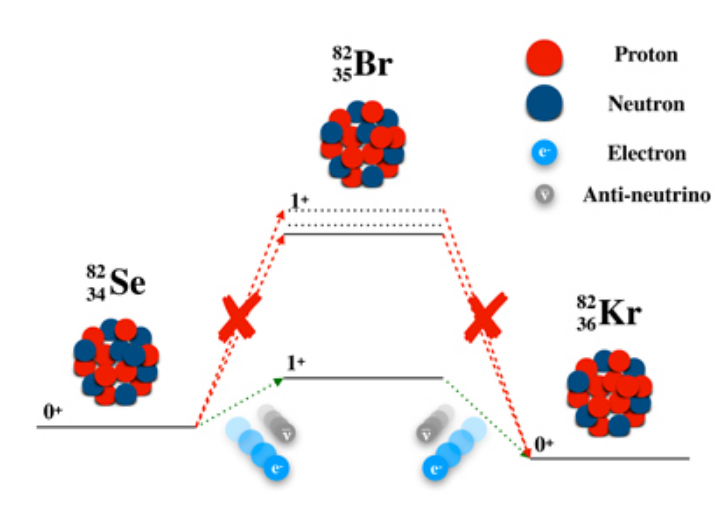 82
35Br
Proton
Neutron
e- Electron
ν̄ Anti-neutrino
1+
82
34Se
82
36Kr
1+
0+
0+
ν̄
ν̄
e-
e-